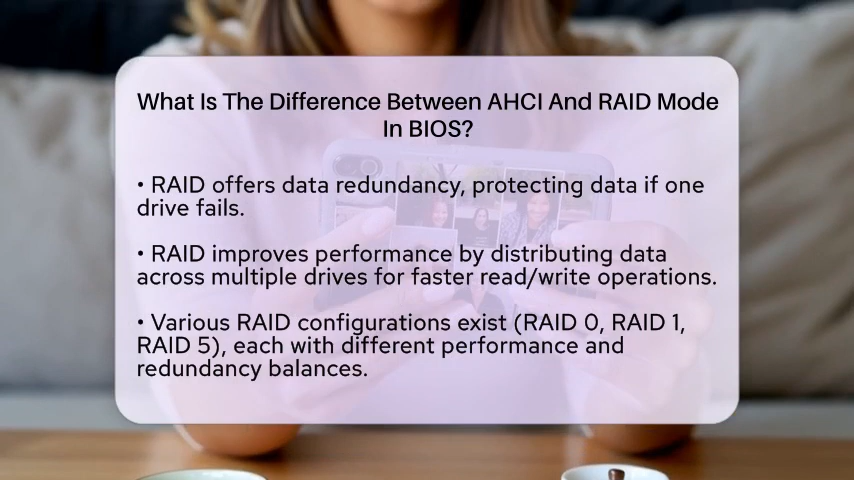 What Is The Difference Between AHCI And RAID Mode
In BIOS?
• RAID offers data redundancy, protecting data if one
drive fails.
• RAID improves performance by distributing data
across multiple drives for faster read/write operations.
• Various RAID configurations exist (RAID 0, RAID 1,
RAID 5), each with different performance and
redundancy balances.